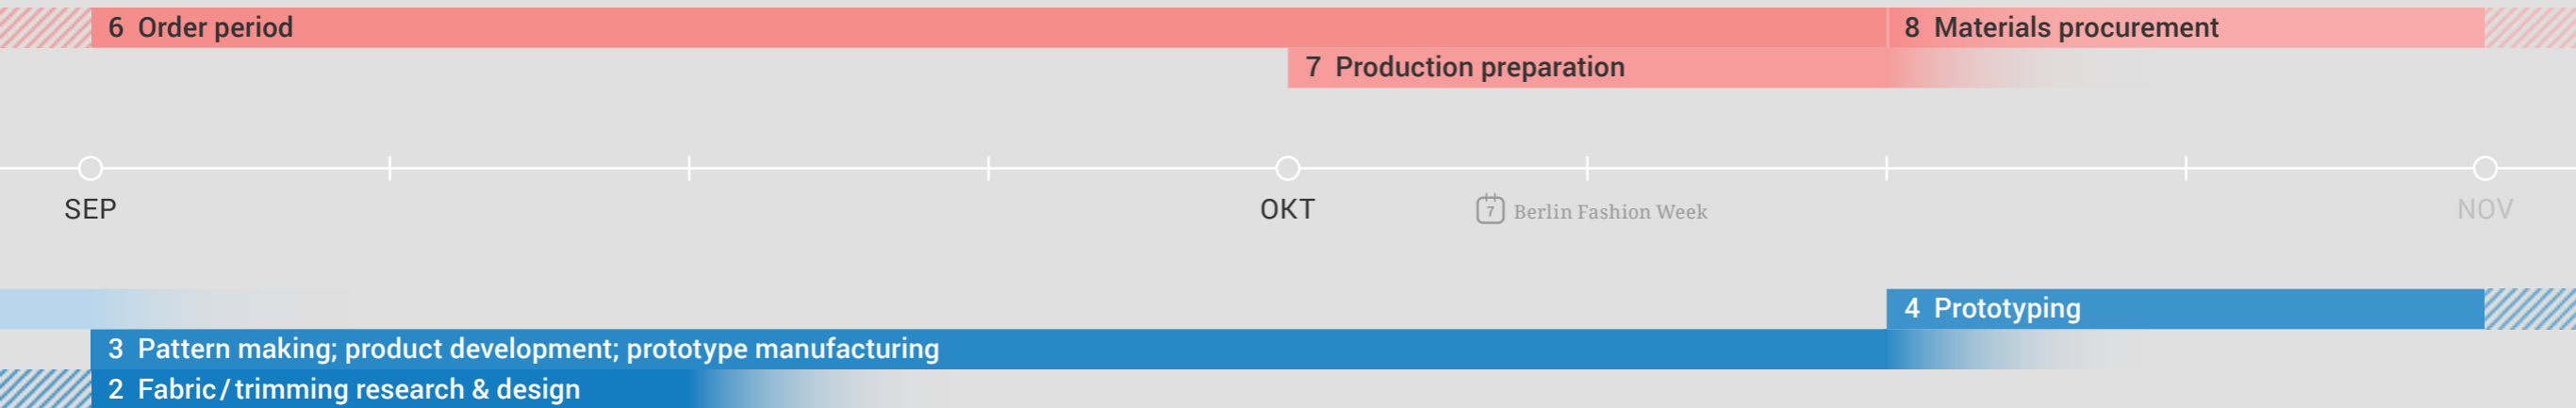 6 Order period
8 Materials procurement
7 Production preparation
SEP
OKT
7 Berlin Fashion Week
NOV
4 Prototyping
3 Pattern making; product development; prototype manufacturing
2 Fabric/trimming research & design